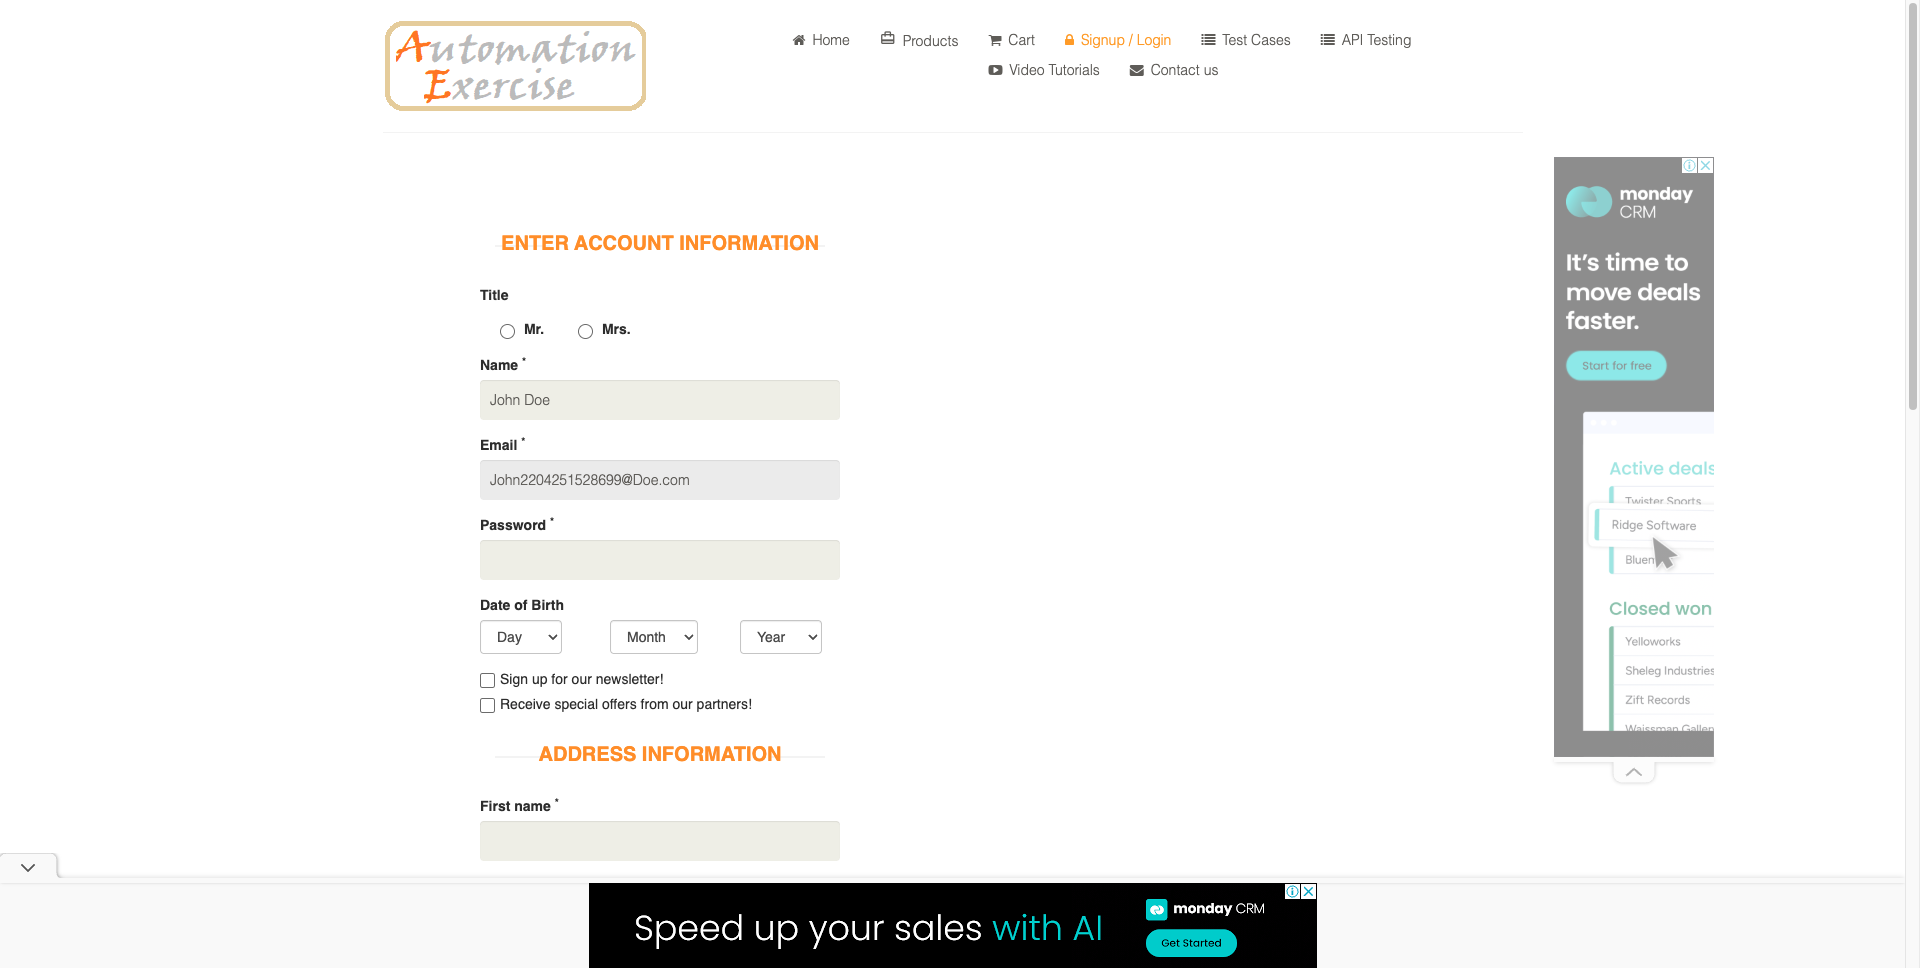 Automation
Exercise
Home
Products
Cart
Signup / Login
Test Cases
API Testing
Video Tutorials
Contact us
ENTER ACCOUNT INFORMATION
Title
Mr.
Mrs.
Name *
John Doe
Email *
John2204251528699@Doe.com
Password *
Date of Birth
Day
Month
Year
Sign up for our newsletter!
Receive special offers from our partners!
ADDRESS INFORMATION
First name *
monday
CRM
It's time to
move deals
faster.
Start for free
Active deals
Twister Sports
Ridge Software
Bluen
Closed won
Yelloworks
Sheleg Industries
Zift Records
Waissman Galler
Speed up your sales with AI
monday CRM
Get Started